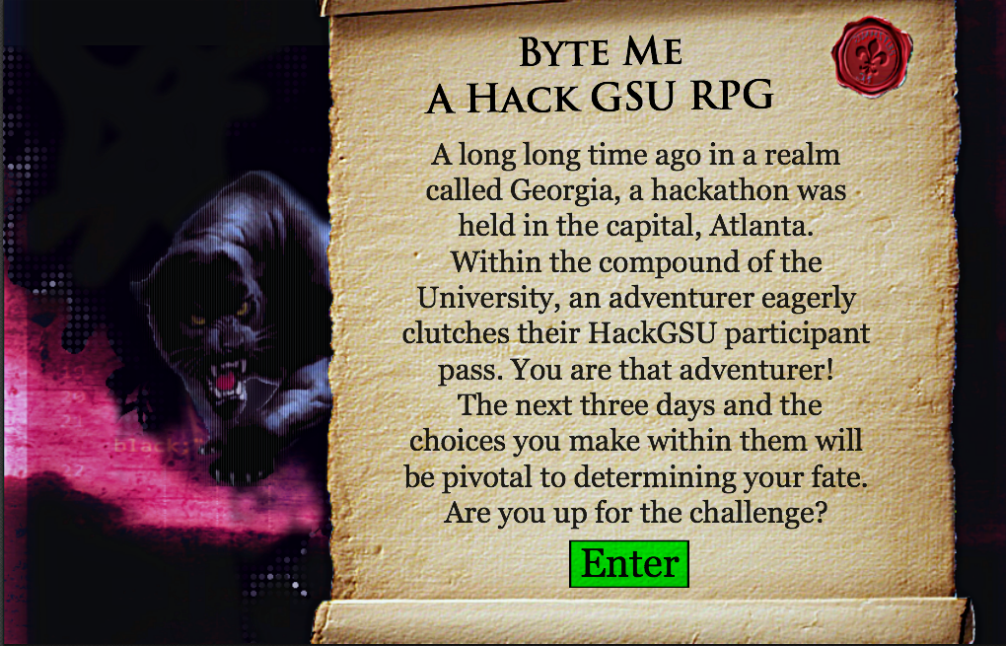 Byte Me
A Hack GSU RPG
A long long time ago in a realm
called Georgia, a hackathon was
held in the capital, Atlanta.
Within the compound of the
University, an adventurer eagerly
clutches their HackGSU participant
pass. You are that adventurer!
The next three days and the
choices you make within them will
be pivotal to determining your fate.
Are you up for the challenge?
Enter